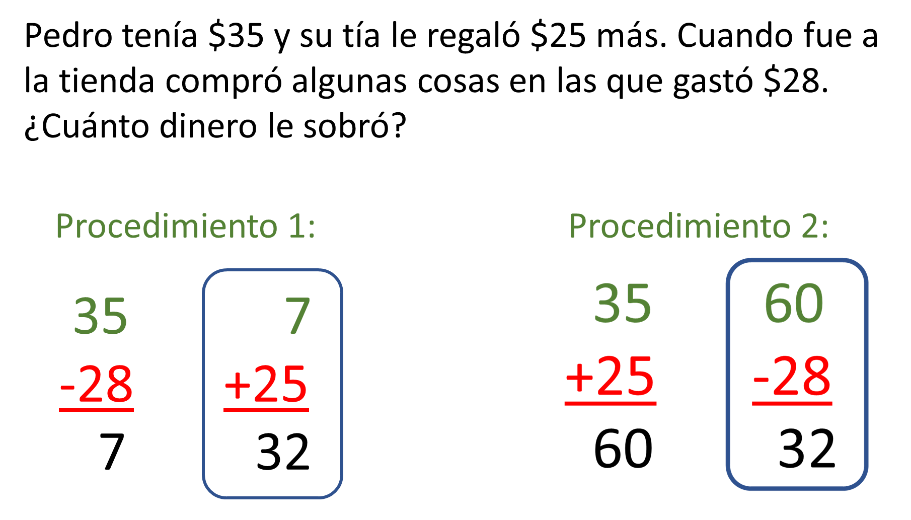 Pedro tenía $35 y su tía le regaló $25 más. Cuando fue a
la tienda compró algunas cosas en las que gastó $28.
¿Cuánto dinero le sobró?
Procedimiento 1:
35
-28
7
7
+25
32
Procedimiento 2:
35
+25
60
60
-28
32